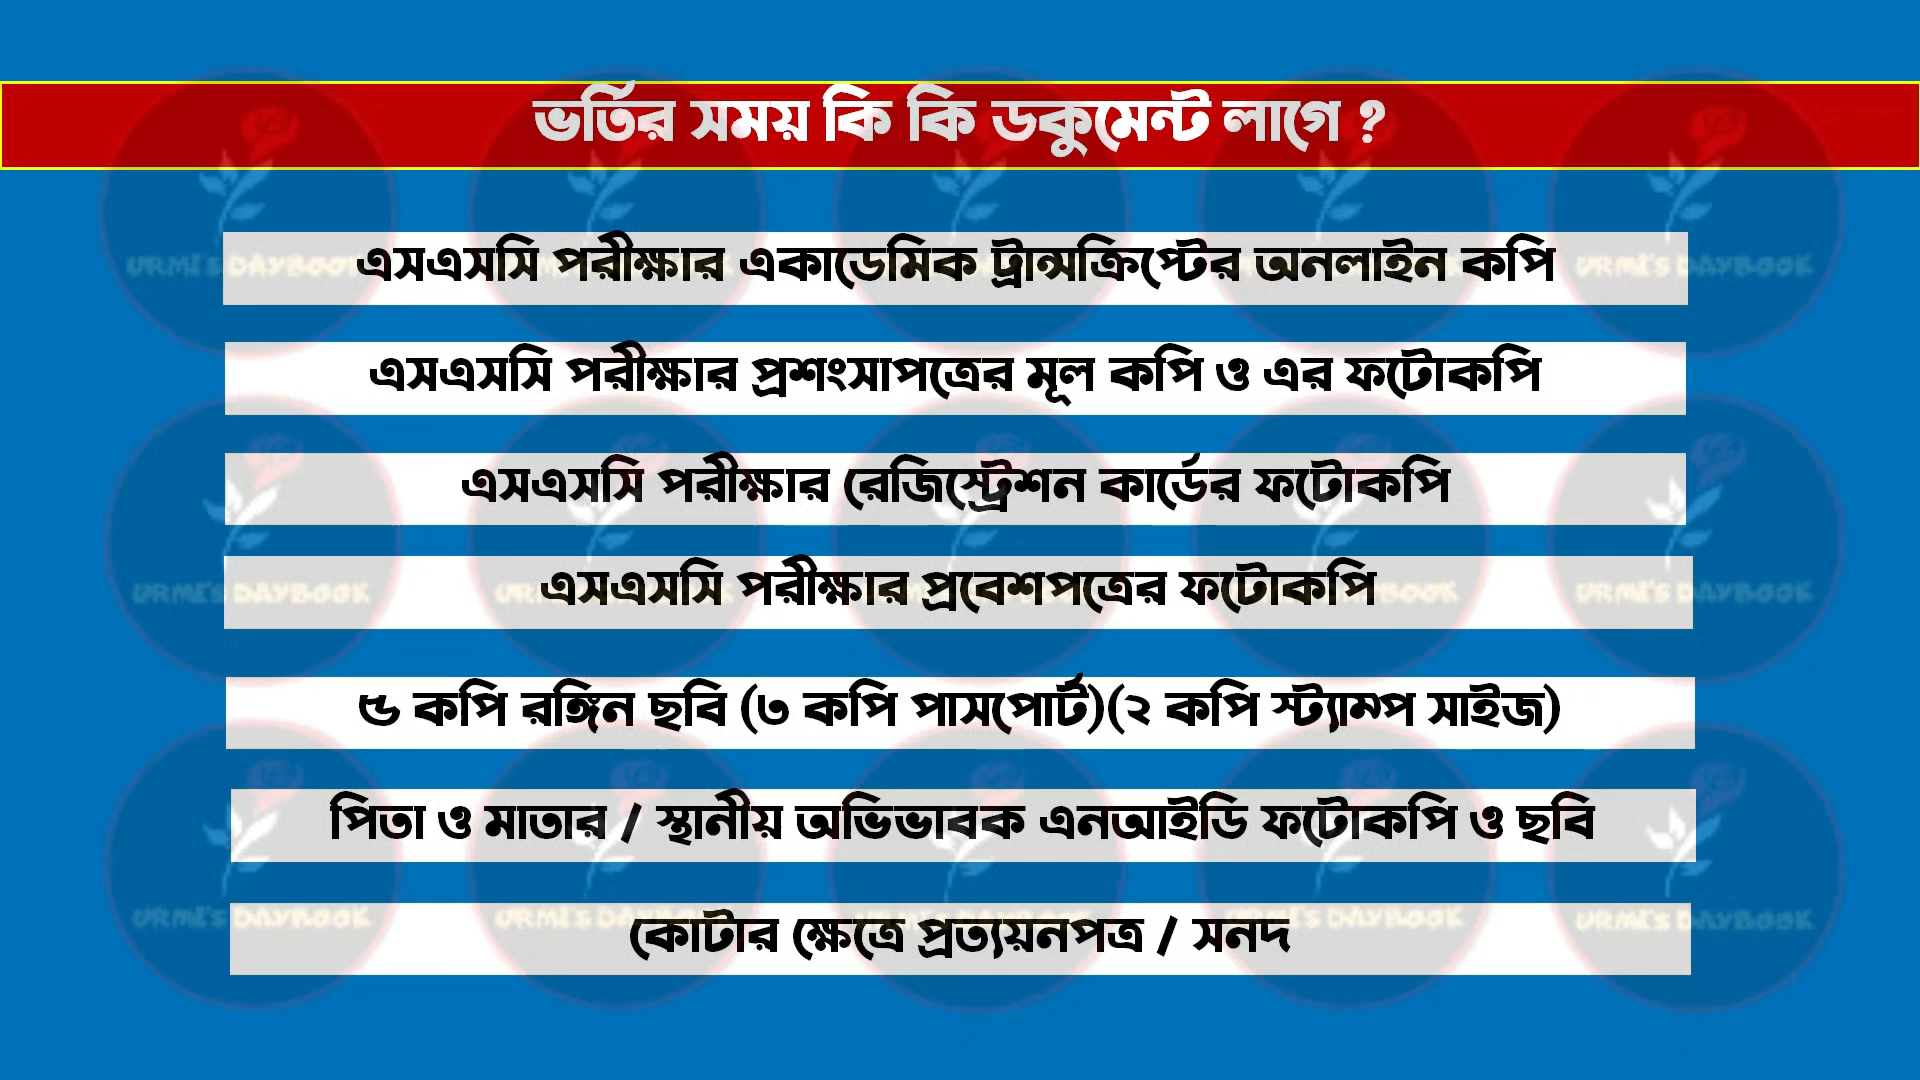 ভর্তির সময় কি কি ডকুমেন্ট লাগে ?
এসএসসি পরীক্ষার একাডেমিক ট্রান্সক্রিপ্টের অনলাইন কপি
এসএসসি পরীক্ষার প্রশংসাপত্রের মূল কপি ও এর ফটোকপি
এসএসসি পরীক্ষার রেজিস্ট্রেশন কার্ডের ফটোকপি
এসএসসি পরীক্ষার প্রবেশপত্রের ফটোকপি
৫ কপি রঙ্গিন ছবি (৩ কপি পাসপোর্ট)(২ কপি স্ট্যাম্প সাইজ)
পিতা ও মাতার / স্থানীয় অভিভাবক এনআইডি ফটোকপি ও ছবি
কোটার ক্ষেত্রে প্রত্যয়নপত্র / সনদ
URMI'S DAYBOOK